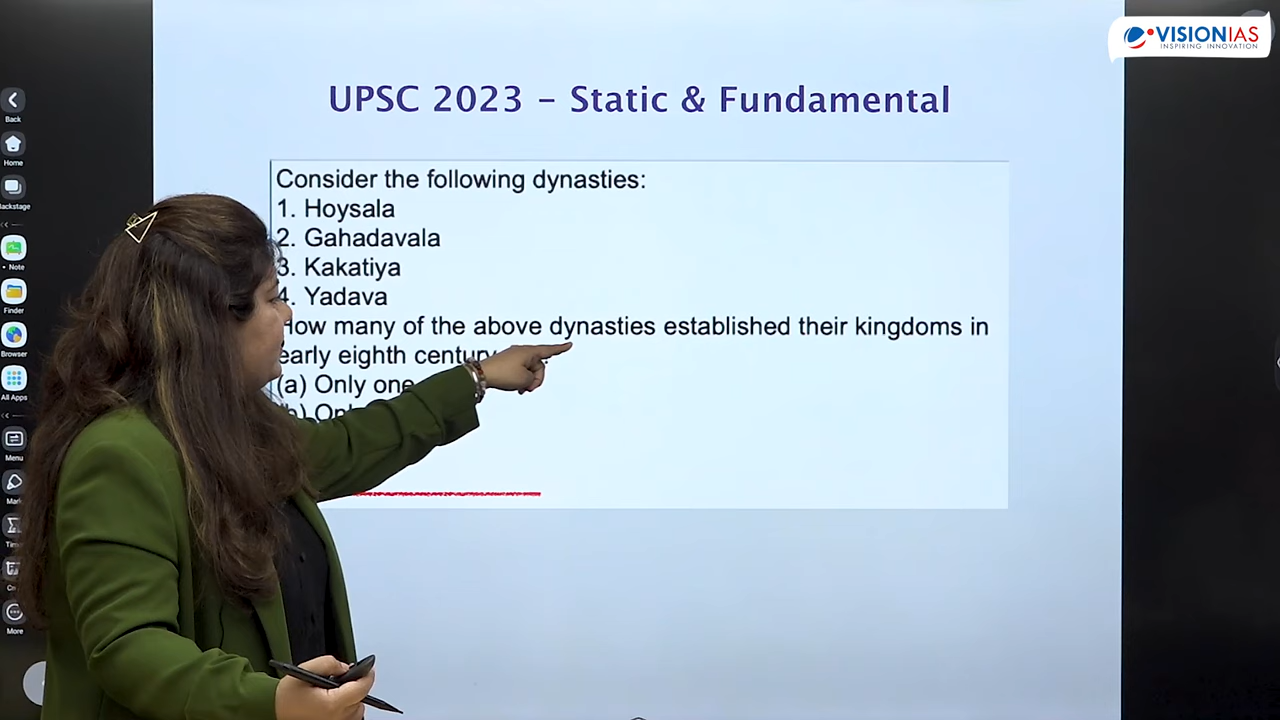 VISIONIAS
INSPIRING INNOVATION
UPSC 2023 – Static & Fundamental
Consider the following dynasties:
1. Hoysala
2. Gahadavala
3. Kakatiya
4. Yadava
How many of the above dynasties established their kingdoms in
early eighth century
(a) Only one
(b)
Back
Home
Backstage
Note
Finder
Browser
All Apps
Menu
More